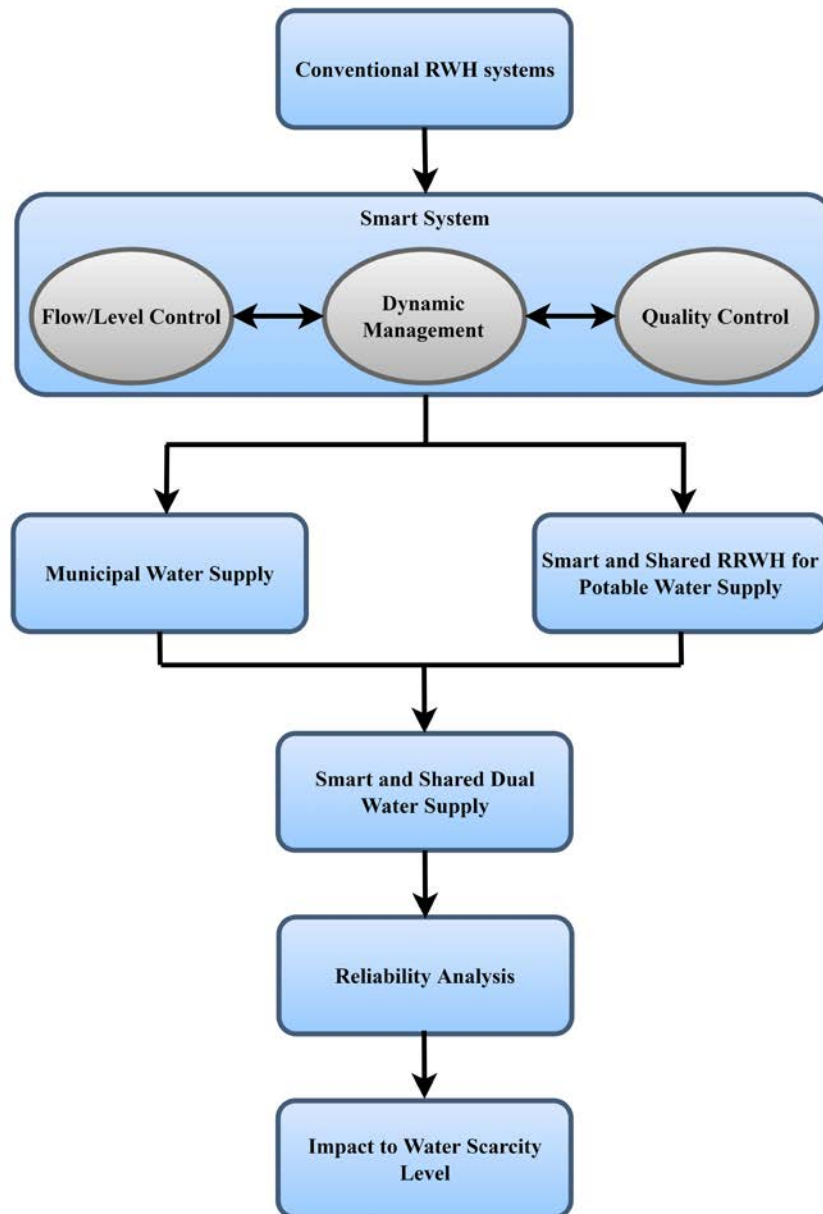 Conventional RWH systems
Smart System
Flow/Level Control
Dynamic
Management
Quality Control
Municipal Water Supply
Smart and Shared RRWH for
Potable Water Supply
Smart and Shared Dual
Water Supply
Reliability Analysis
Impact to Water Scarcity
Level